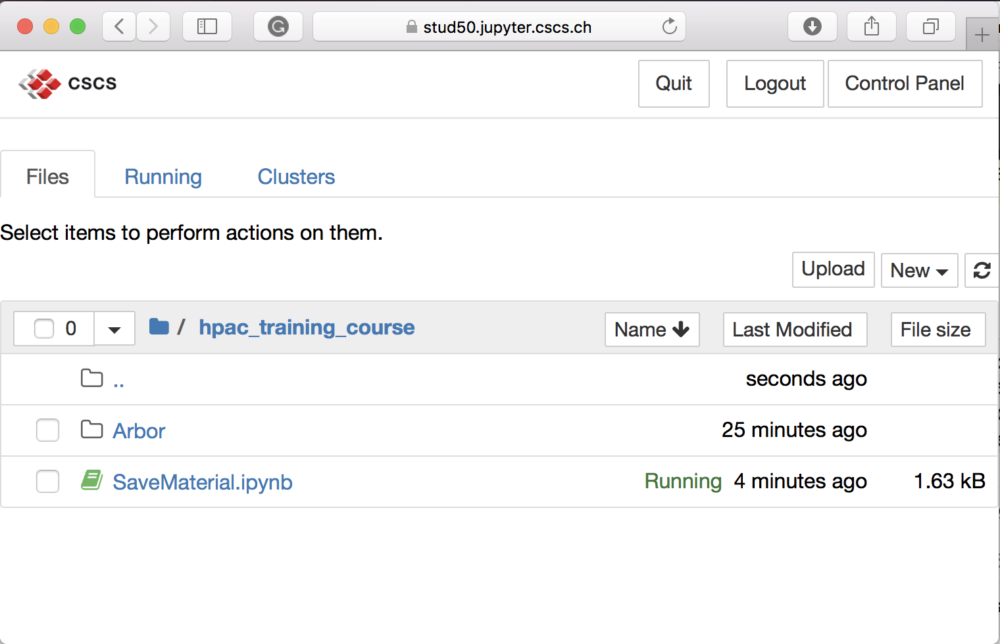 stud50.jupyter.cscs.ch
cscs
Quit Logout Control Panel
Files Running Clusters
Select items to perform actions on them.
Upload New
0 / hpac_training_course Name Last Modified File size
.. seconds ago
Arbor 25 minutes ago
SaveMaterial.ipynb Running 4 minutes ago 1.63 kB